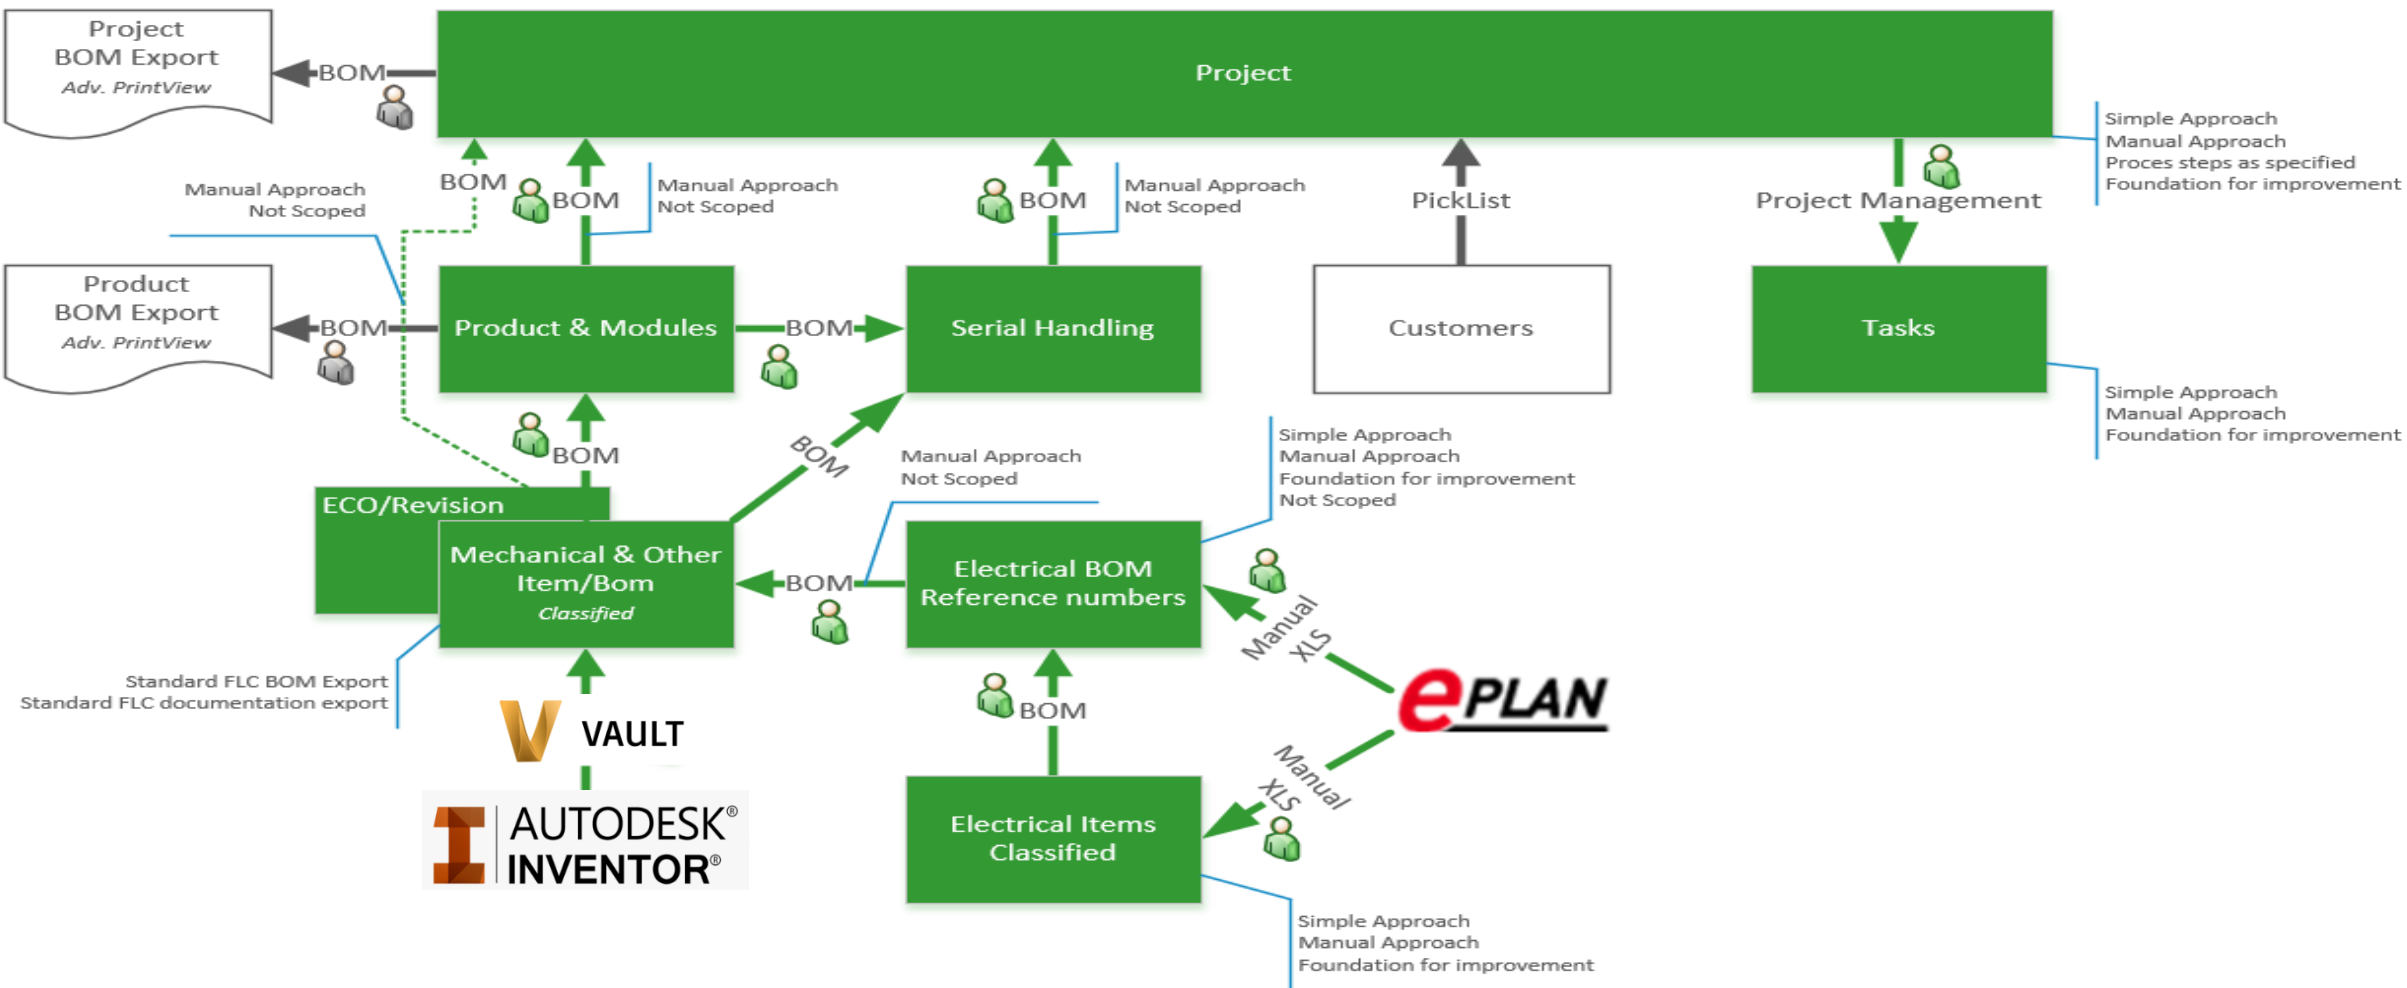 Project
BOM Export
Adv. PrintView
BOM
Project
Simple Approach
Manual Approach
Proces steps as specified
Foundation for improvement
Manual Approach
Not Scoped
BOM
BOM
Manual Approach
Not Scoped
BOM
Manual Approach
Not Scoped
PickList
Project Management
Product
BOM Export
Adv. PrintView
BOM
Product & Modules
BOM
Serial Handling
Customers
Tasks
Simple Approach
Manual Approach
Foundation for improvement
BOM
BOM
Manual Approach
Not Scoped
Simple Approach
Manual Approach
Foundation for improvement
Not Scoped
ECO/Revision
Mechanical & Other
Item/Bom
Classified
BOM
Electrical BOM
Reference numbers
Manual
XLS
Standard FLC BOM Export
Standard FLC documentation export
VAULT
BOM
ePLAN
Manual
XLS
AUTODESK®
INVENTOR®
Electrical Items
Classified
Simple Approach
Manual Approach
Foundation for improvement